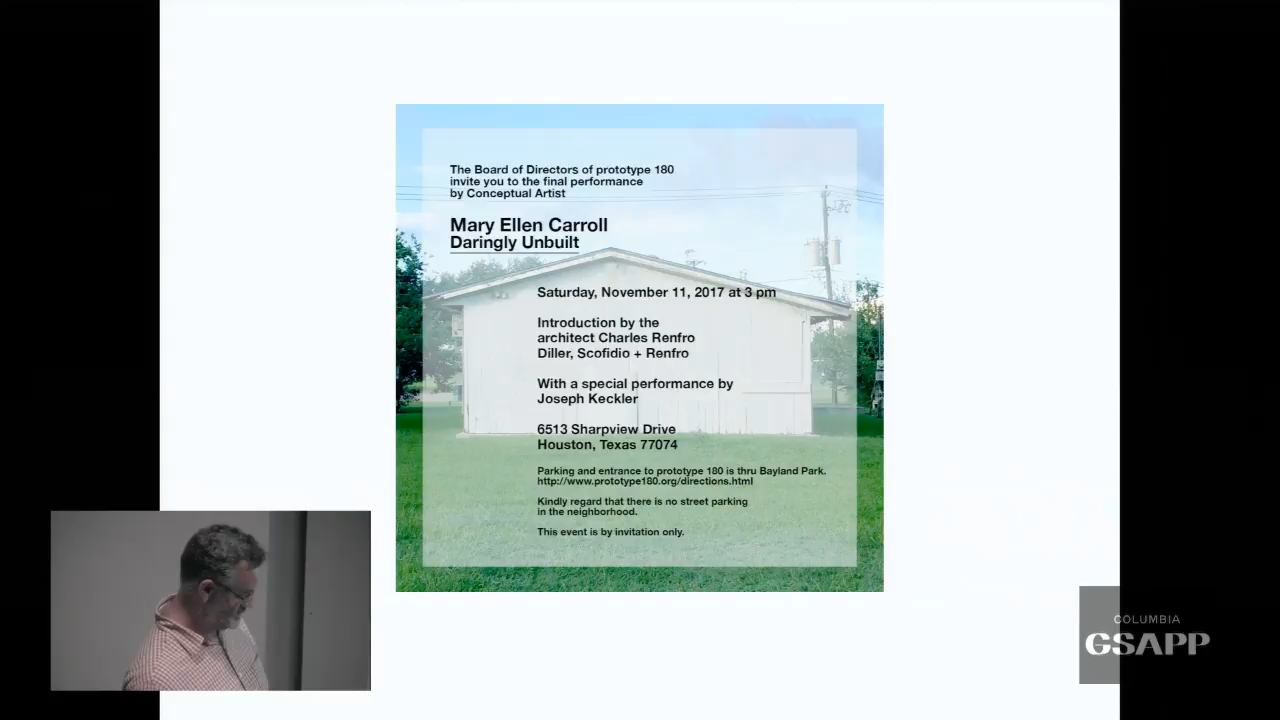 The Board of Directors of prototype 180
invite you to the final performance
by Conceptual Artist
Mary Ellen Carroll
Daringly Unbuilt
Saturday, November 11, 2017 at 3 pm
Introduction by the
architect Charles Renfro
Diller, Scofidio + Renfro
With a special performance by
Joseph Keckler
6513 Sharpview Drive
Houston, Texas 77074
Parking and entrance to prototype 180 is thru Bayland Park.
http://www.prototype180.org/directions.html
Kindly regard that there is no street parking
in the neighborhood.
This event is by invitation only.
COLUMBIA
GSAPP